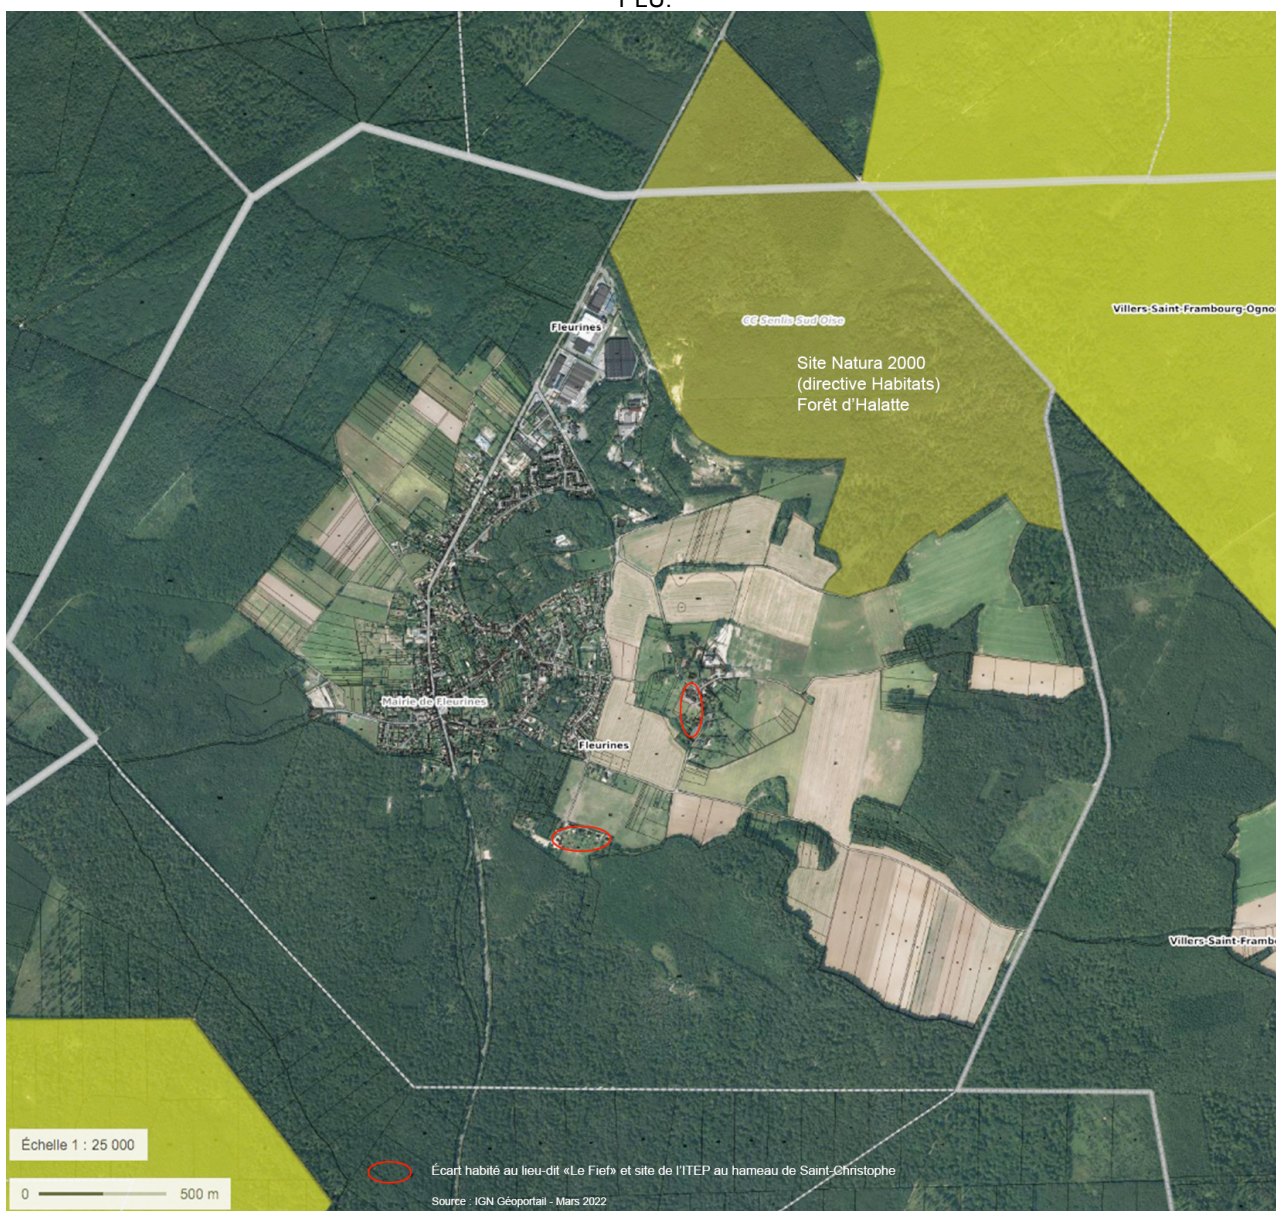 PLU.
Fleurines
CC Senlis Sud Oise
Villers-Saint-Frambourg-Ogno
Site Natura 2000
(directive Habitats)
Forêt d’Halatte
Mairie de Fleurines
Fleurines
Villers-Saint-Frambo
Échelle 1 : 25 000
0 500 m
Écart habité au lieu-dit «Le Fief» et site de l’ITEP au hameau de Saint-Christophe
Source : IGN Géoportail - Mars 2022